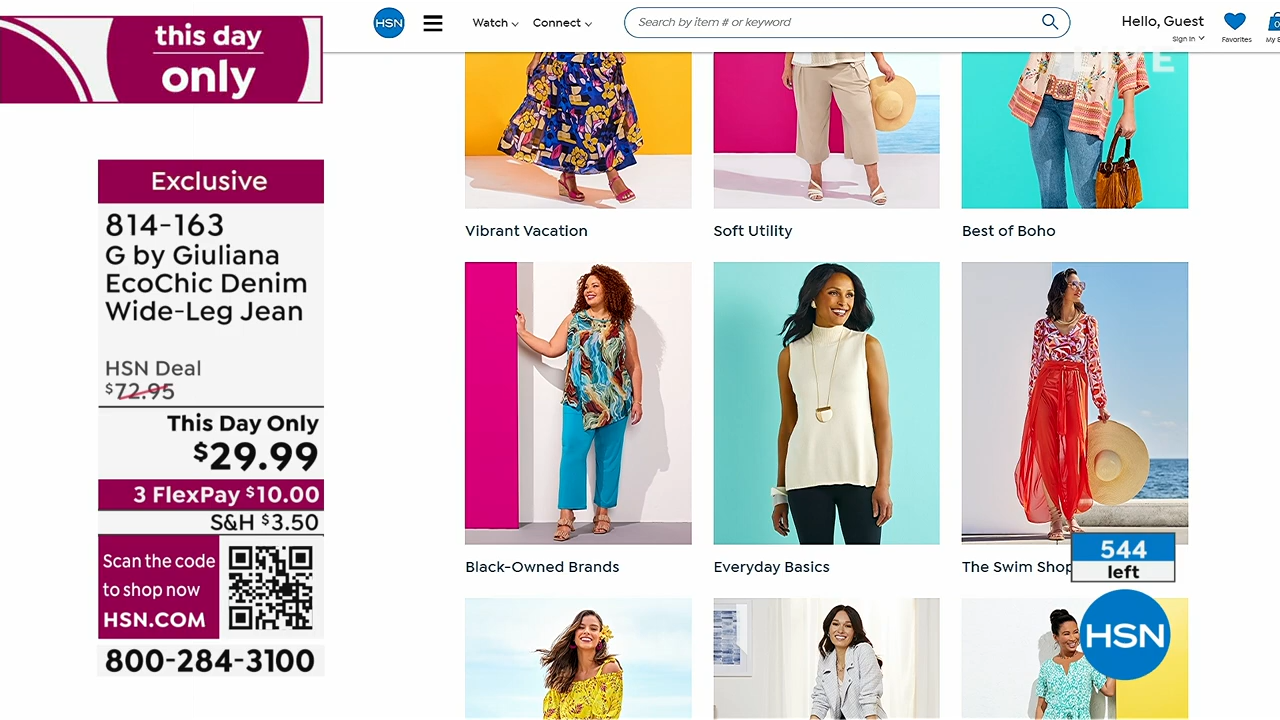 this day
only
Exclusive
814-163
G by Giuliana
EcoChic Denim
Wide-Leg Jean
HSN Deal
$72.95
This Day Only
$29.99
3 FlexPay $10.00
S&H $3.50
Scan the code
to shop now
HSN.COM
800-284-3100
HSN
Watch
Connect
Search by item # or keyword
Hello, Guest
Sign In
Favorites
0
My
LIVE
Vibrant Vacation
Soft Utility
Best of Boho
Black-Owned Brands
Everyday Basics
The Swim Shop
544
left
HSN